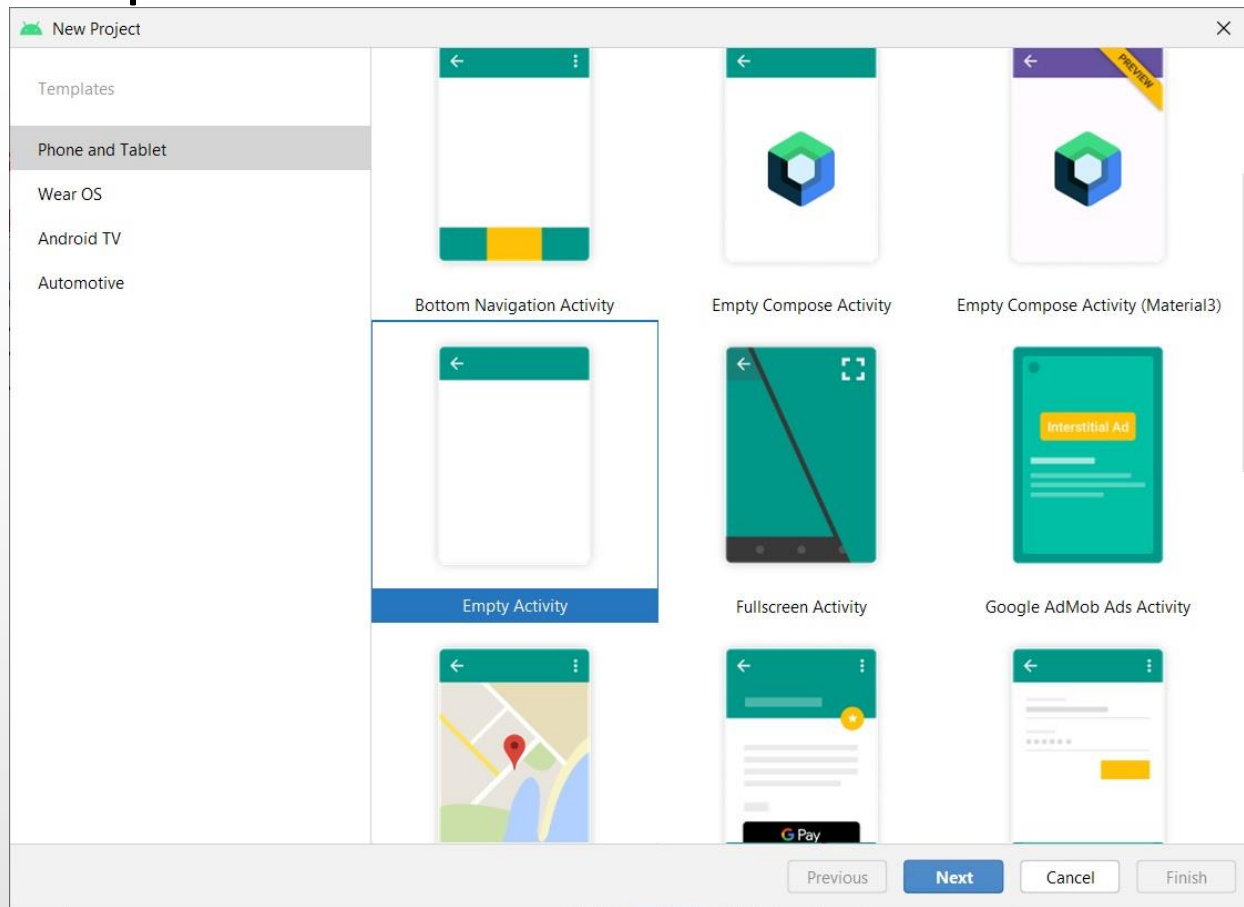 New Project
Templates
Phone and Tablet
Wear OS
Android TV
Automotive
PREVIEW
Bottom Navigation Activity
Empty Compose Activity
Empty Compose Activity (Material3)
Interstitial Ad
Empty Activity
Fullscreen Activity
Google AdMob Ads Activity
G Pay
Previous
Next
Cancel
Finish